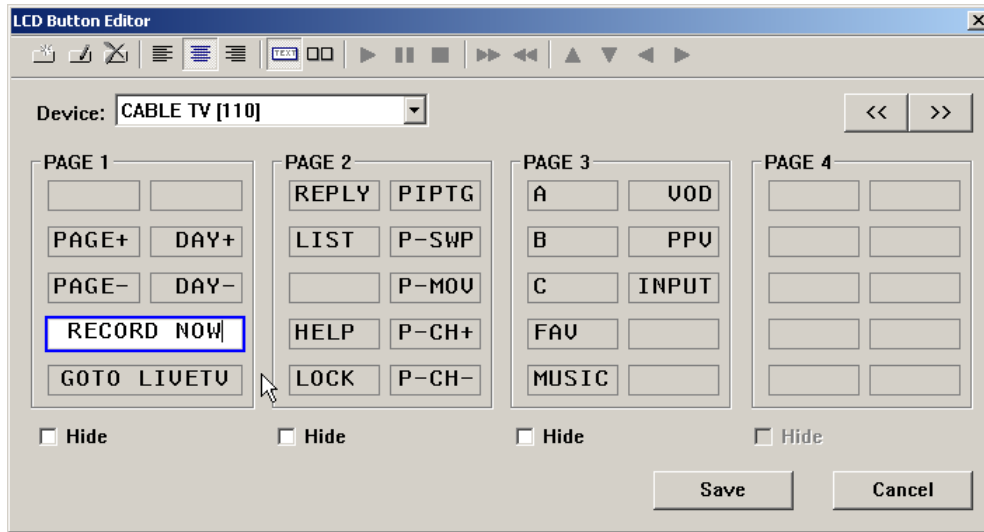 LCD Button Editor
TEXT
Device: CABLE TV [110] << >>
PAGE 1 PAGE 2 PAGE 3 PAGE 4
REPLY PIPTG A VOD
PAGE+ DAY+ LIST P-SWP B PPV
PAGE- DAY- P-MOV C INPUT
RECORD NOW HELP P-CH+ FAV
GOTO LIVETV LOCK P-CH- MUSIC
Hide Hide Hide Hide
Save Cancel